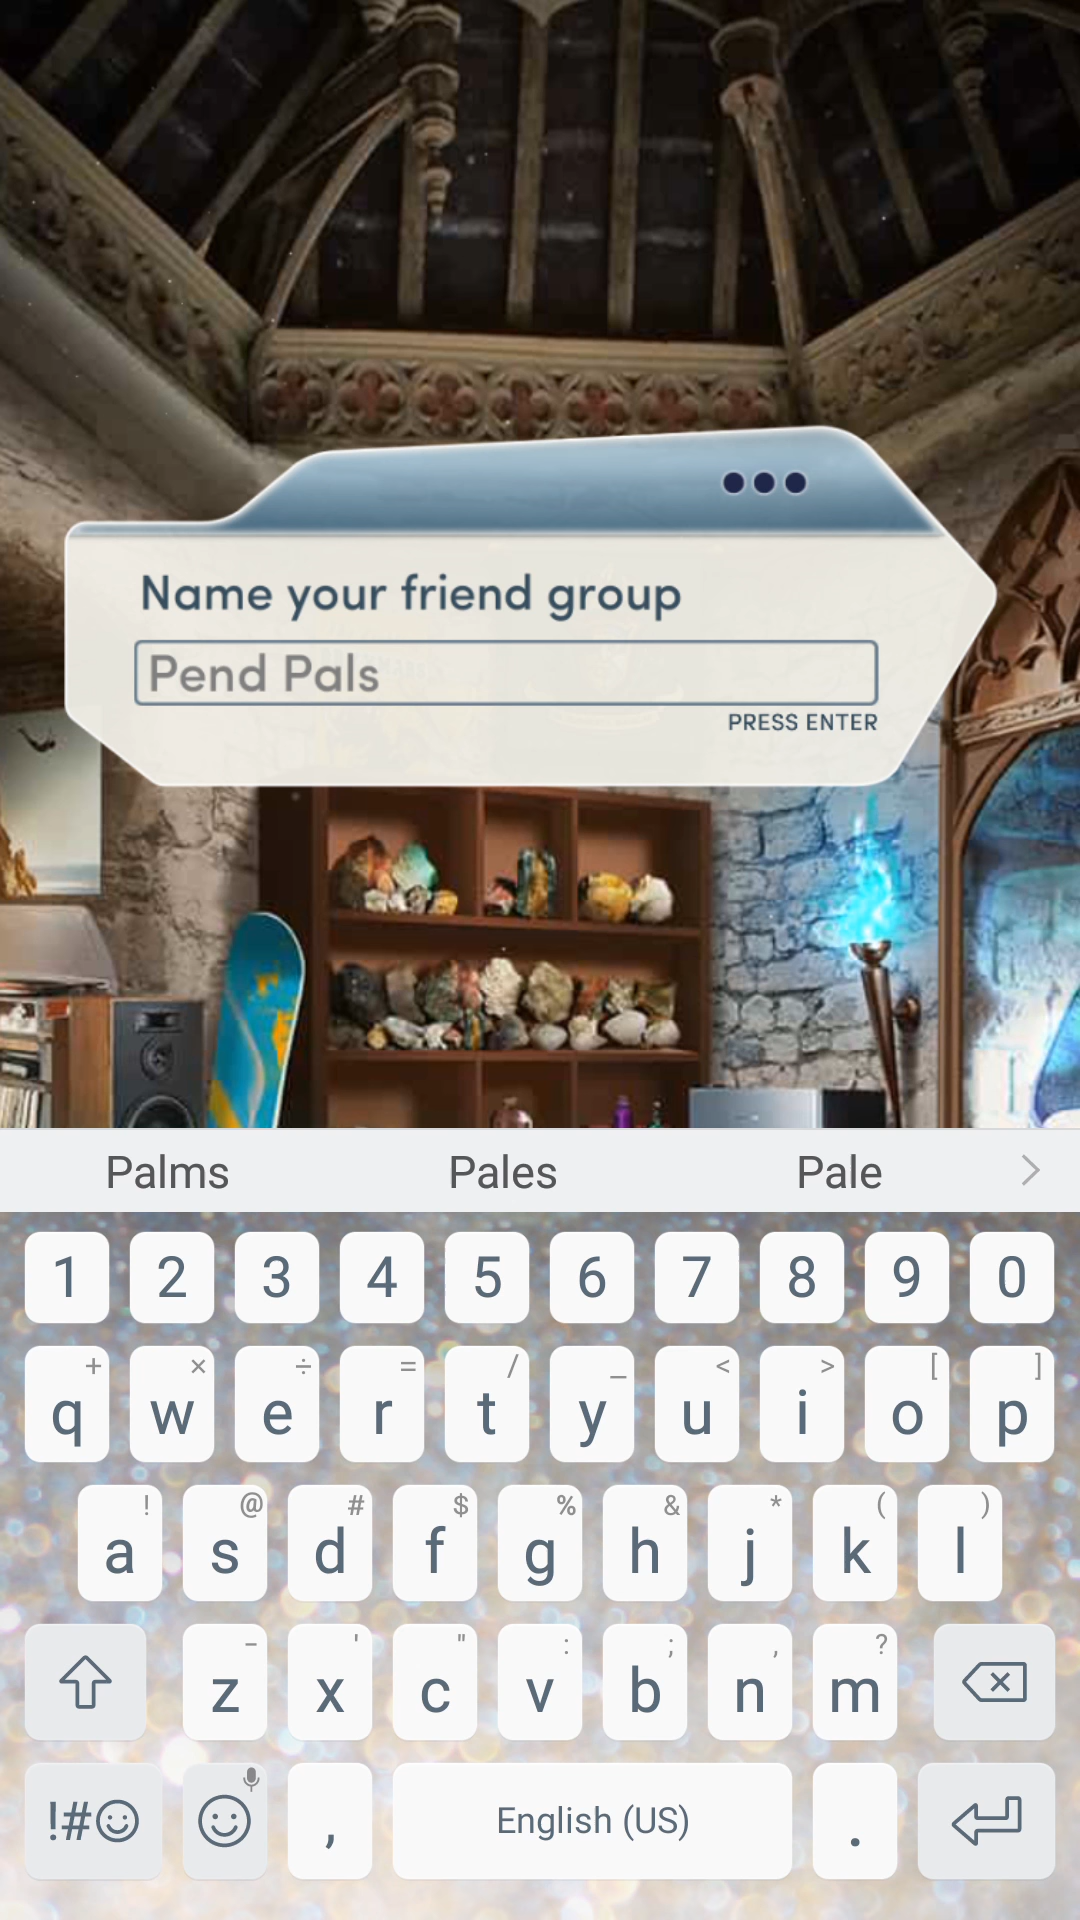 Name your friend group
Pend Pals
PRESS ENTER
Palms Pales Pale
1 2 3 4 5 6 7 8 9 0
+ × ÷ = / _ < > [ ]
q w e r t y u i o p
! @ # $ % & * ( )
a s d f g h j k l
- ' " : ; , ?
z x c v b n m
!#☺ , English (US) .